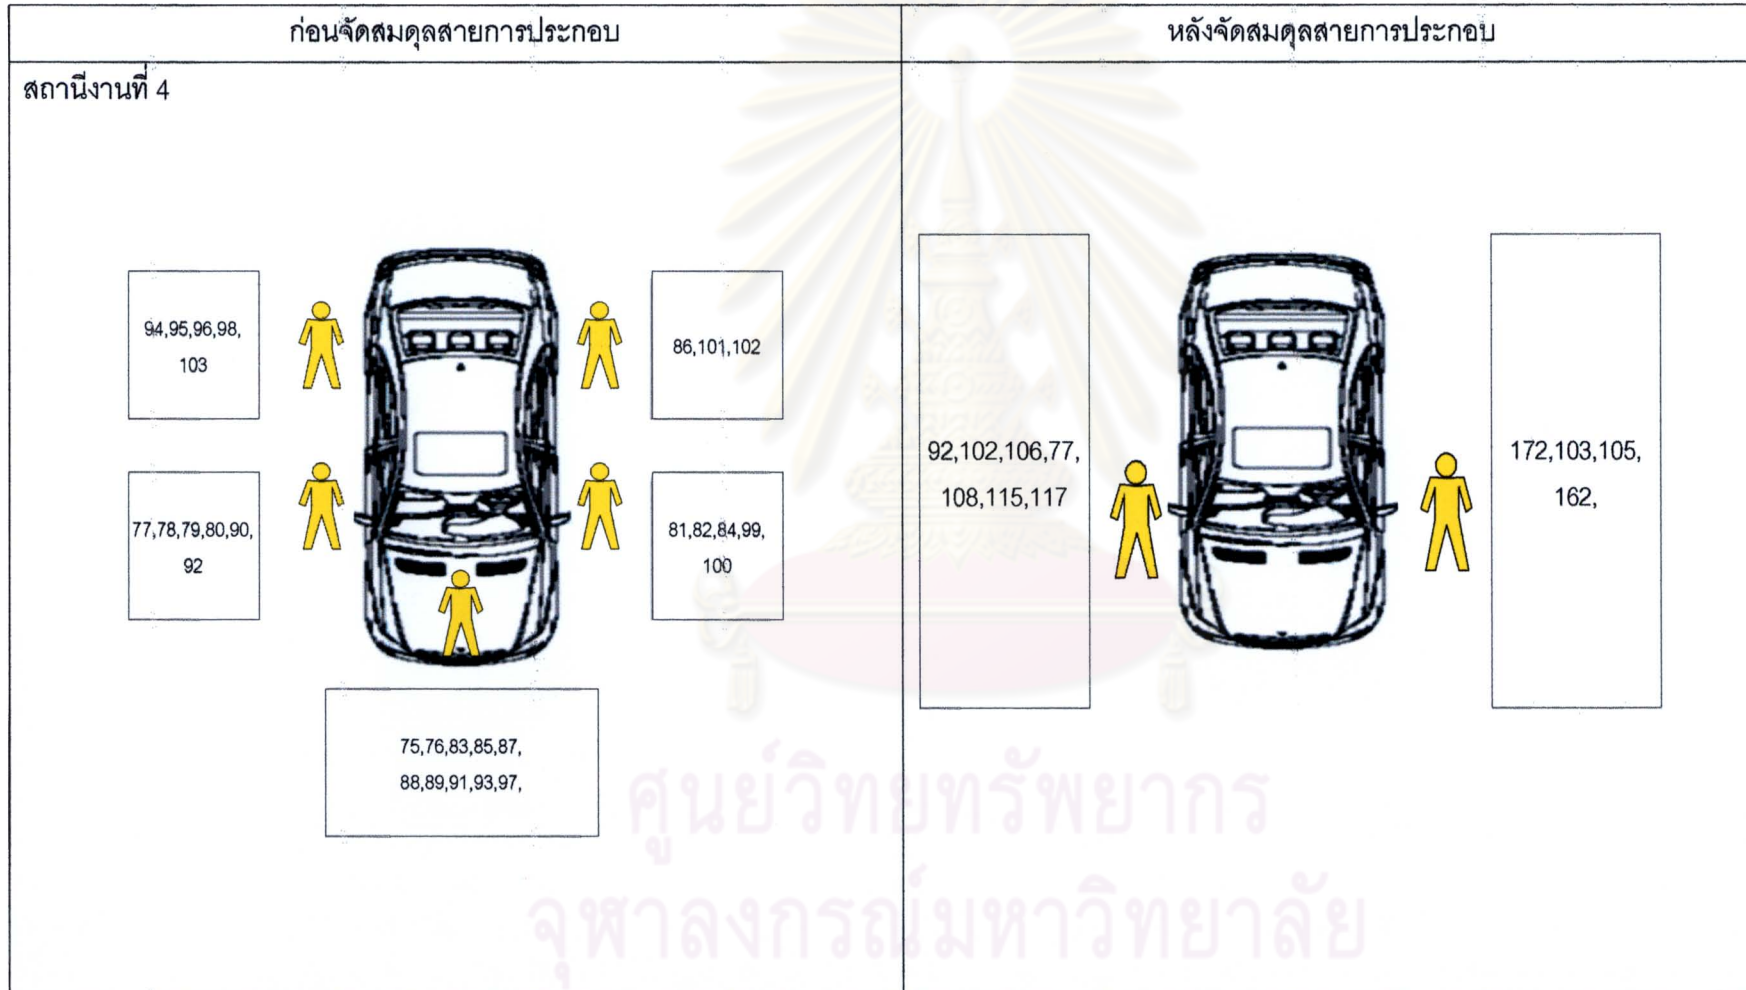 ก่อนจัดสมดุลสายการประกอบ
หลังจัดสมดุลสายการประกอบ
สถานีงานที่ 4
94,95,96,98,
103
86,101,102
77,78,79,80,90,
92
81,82,84,99,
100
75,76,83,85,87,
88,89,91,93,97,
92,102,106,77,
108,115,117
172,103,105,
162,
ศูนย์วิทยทรัพยากร
จุฬาลงกรณ์มหาวิทยาลัย